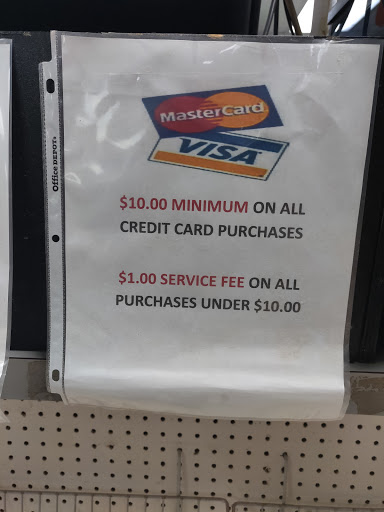 MasterCard
VISA
$10.00 MINIMUM ON ALL
CREDIT CARD PURCHASES
$1.00 SERVICE FEE ON ALL
PURCHASES UNDER $10.00
Office DEPOT